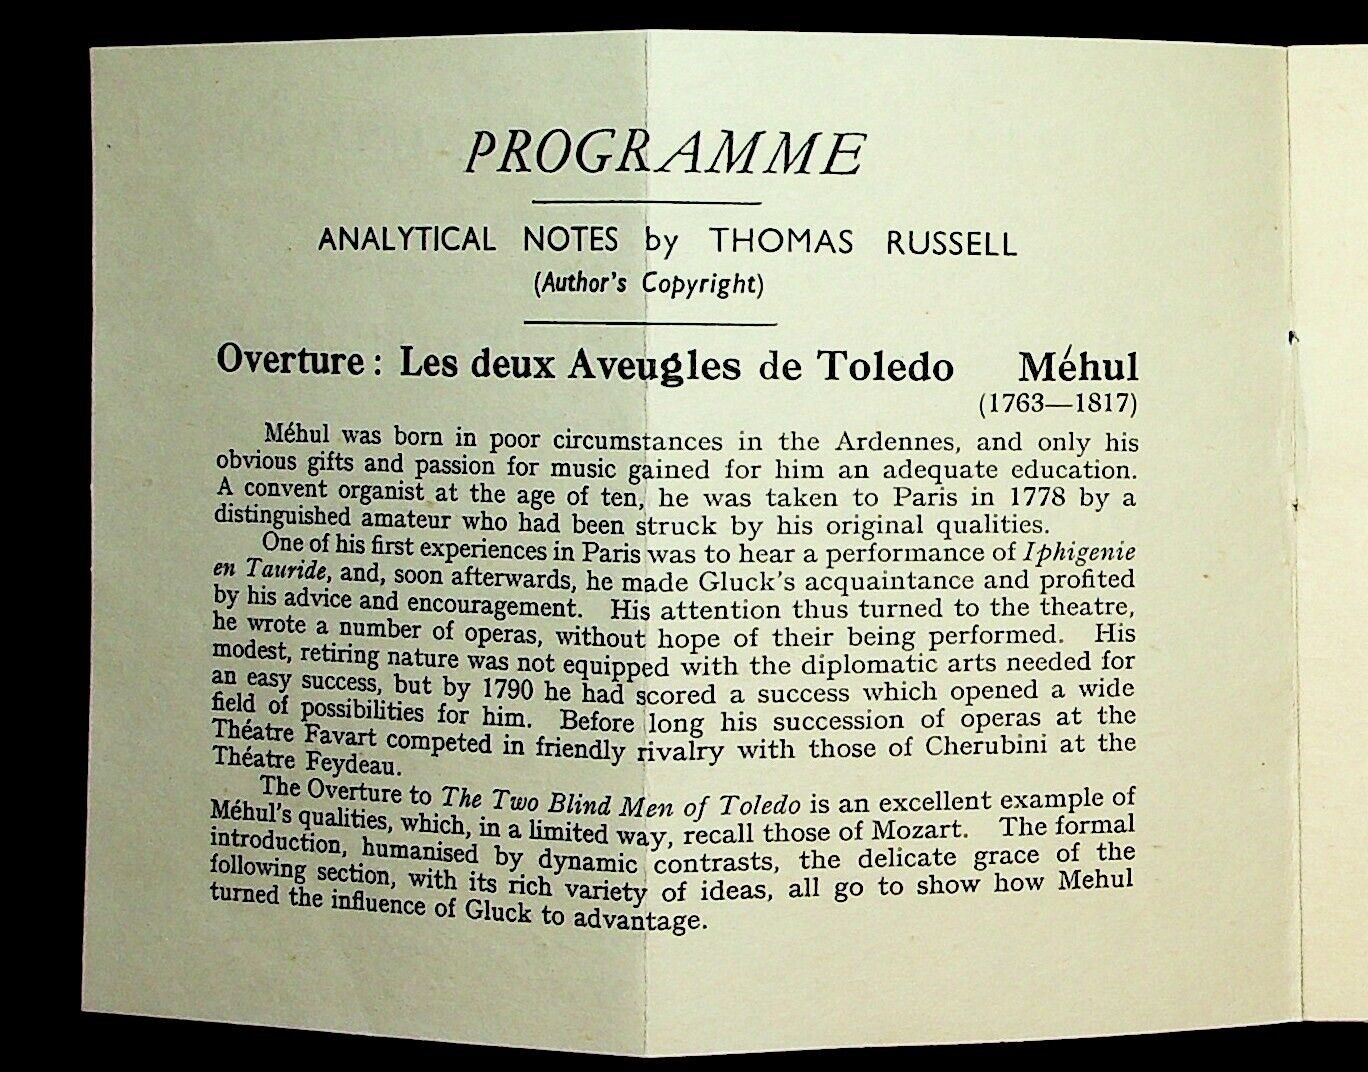 PROGRAMME
ANALYTICAL NOTES by THOMAS RUSSELL
(Author's Copyright)
Overture: Les deux Aveugles de Toledo Méhul
(1763—1817)
Méhul was born in poor circumstances in the Ardennes, and only his
obvious gifts and passion for music gained for him an adequate education.
A convent organist at the age of ten, he was taken to Paris in 1778 by a
distinguished amateur who had been struck by his original qualities.
One of his first experiences in Paris was to hear a performance of Iphigenie
en Tauride, and, soon afterwards, he made Gluck's acquaintance and profited
by his advice and encouragement. His attention thus turned to the theatre,
he wrote a number of operas, without hope of their being performed. His
modest, retiring nature was not equipped with the diplomatic arts needed for
an easy success, but by 1790 he had scored a success which opened a wide
field of possibilities for him. Before long his succession of operas at the
Théatre Favart competed in friendly rivalry with those of Cherubini at the
Théatre Feydeau.
The Overture to The Two Blind Men of Toledo is an excellent example of
Méhul's qualities, which, in a limited way, recall those of Mozart. The formal
introduction, humanised by dynamic contrasts, the delicate grace of the
following section, with its rich variety of ideas, all go to show how Mehul
turned the influence of Gluck to advantage.